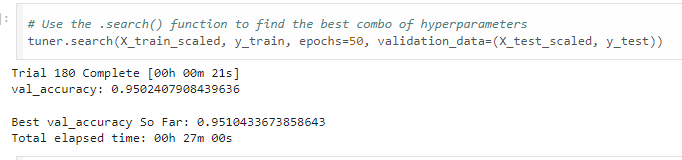 ]:
# Use the .search() function to find the best combo of hyperparameters
tuner.search(X_train_scaled, y_train, epochs=50, validation_data=(X_test_scaled, y_test))
Trial 180 Complete [00h 00m 21s]
val_accuracy: 0.9502407908439636
Best val_accuracy So Far: 0.9510433673858643
Total elapsed time: 00h 27m 00s